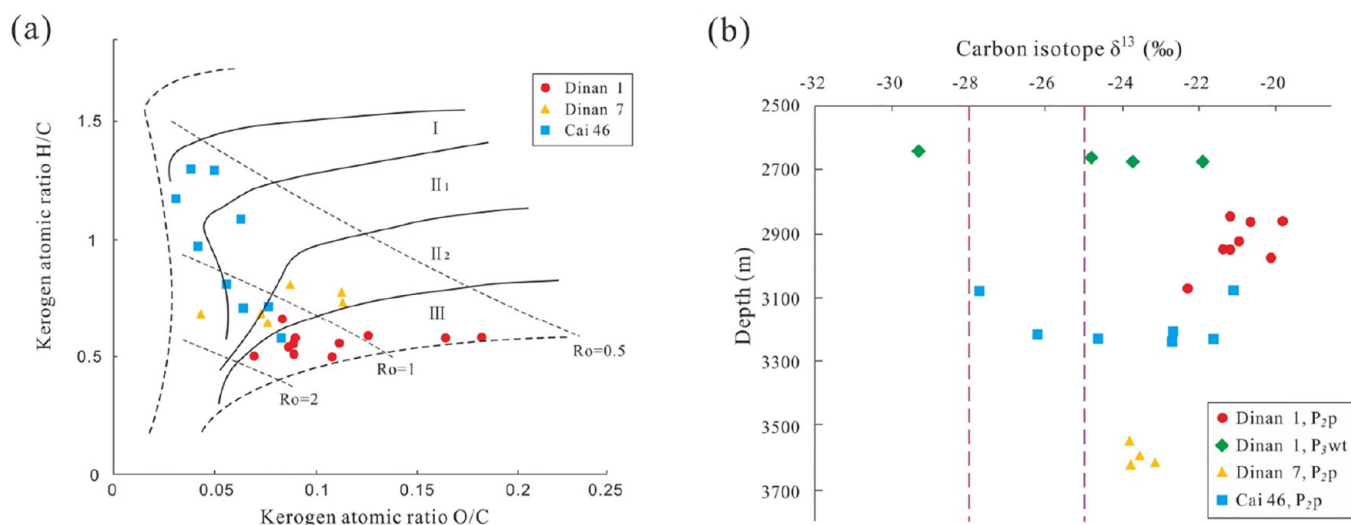 (a)
Kerogen atomic ratio H/C
1.5
1
0.5
0
0
0.05
0.1
0.15
0.2
0.25
Kerogen atomic ratio O/C
Dinan 1
Dinan 7
Cai 46
I
II₁
II₂
III
Ro=0.5
Ro=1
Ro=2
(b)
Carbon isotope δ¹³ (‰)
-32
-30
-28
-26
-24
-22
-20
Depth (m)
2500
2700
2900
3100
3300
3500
3700
Dinan 1, P₂p
Dinan 1, P₃wt
Dinan 7, P₂p
Cai 46, P₂p